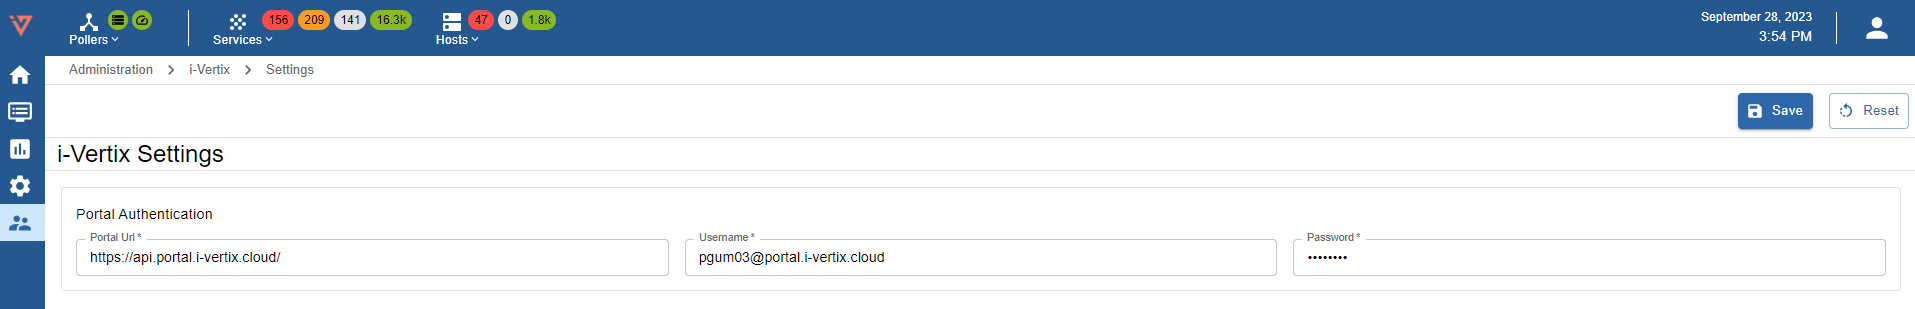 156 209 141 16.3k 47 0 1.8k September 28, 2023
Pollers Services Hosts 3:54 PM
Administration i-Vertix Settings
Save Reset
i-Vertix Settings
Portal Authentication
Portal Url * Username * Password *
https://api.portal.i-vertix.cloud/ pgum03@portal.i-vertix.cloud ••••••••